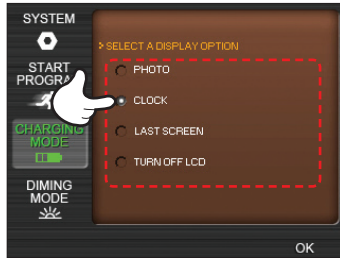 SYSTEM
START
PROGRA
CHARGING
MODE
DIMING
MODE
SELECT A DISPLAY OPTION
PHOTO
CLOCK
LAST SCREEN
TURN OFF LCD
OK